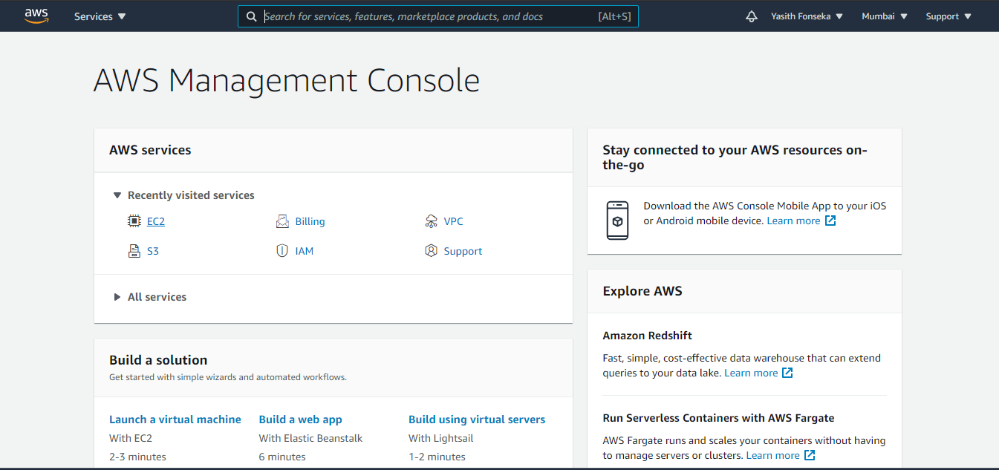 aws
Services
Search for services, features, marketplace products, and docs
[Alt+S]
Yasith Fonseka
Mumbai
Support
AWS Management Console
AWS services
Recently visited services
EC2
Billing
VPC
S3
IAM
Support
All services
Build a solution
Get started with simple wizards and automated workflows.
Launch a virtual machine
With EC2
2-3 minutes
Build a web app
With Elastic Beanstalk
6 minutes
Build using virtual servers
With Lightsail
1-2 minutes
Stay connected to your AWS resources on-
the-go
Download the AWS Console Mobile App to your iOS
or Android mobile device. Learn more
Explore AWS
Amazon Redshift
Fast, simple, cost-effective data warehouse that can extend
queries to your data lake. Learn more
Run Serverless Containers with AWS Fargate
AWS Fargate runs and scales your containers without having
to manage servers or clusters. Learn more